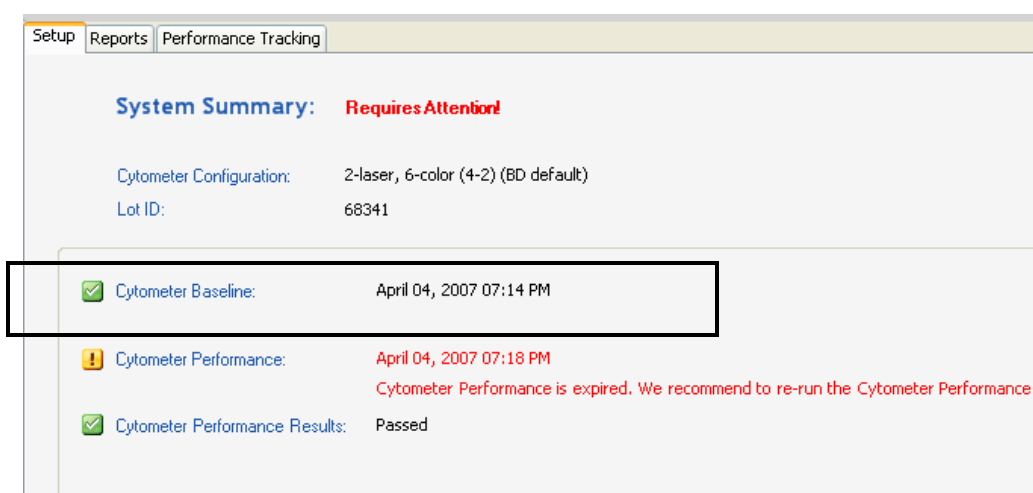 Setup Reports Performance Tracking
System Summary: Requires Attention!
Cytometer Configuration: 2-laser, 6-color (4-2) (BD default)
Lot ID: 68341
Cytometer Baseline: April 04, 2007 07:14 PM
Cytometer Performance: April 04, 2007 07:18 PM
Cytometer Performance is expired. We recommend to re-run the Cytometer Performance
Cytometer Performance Results: Passed